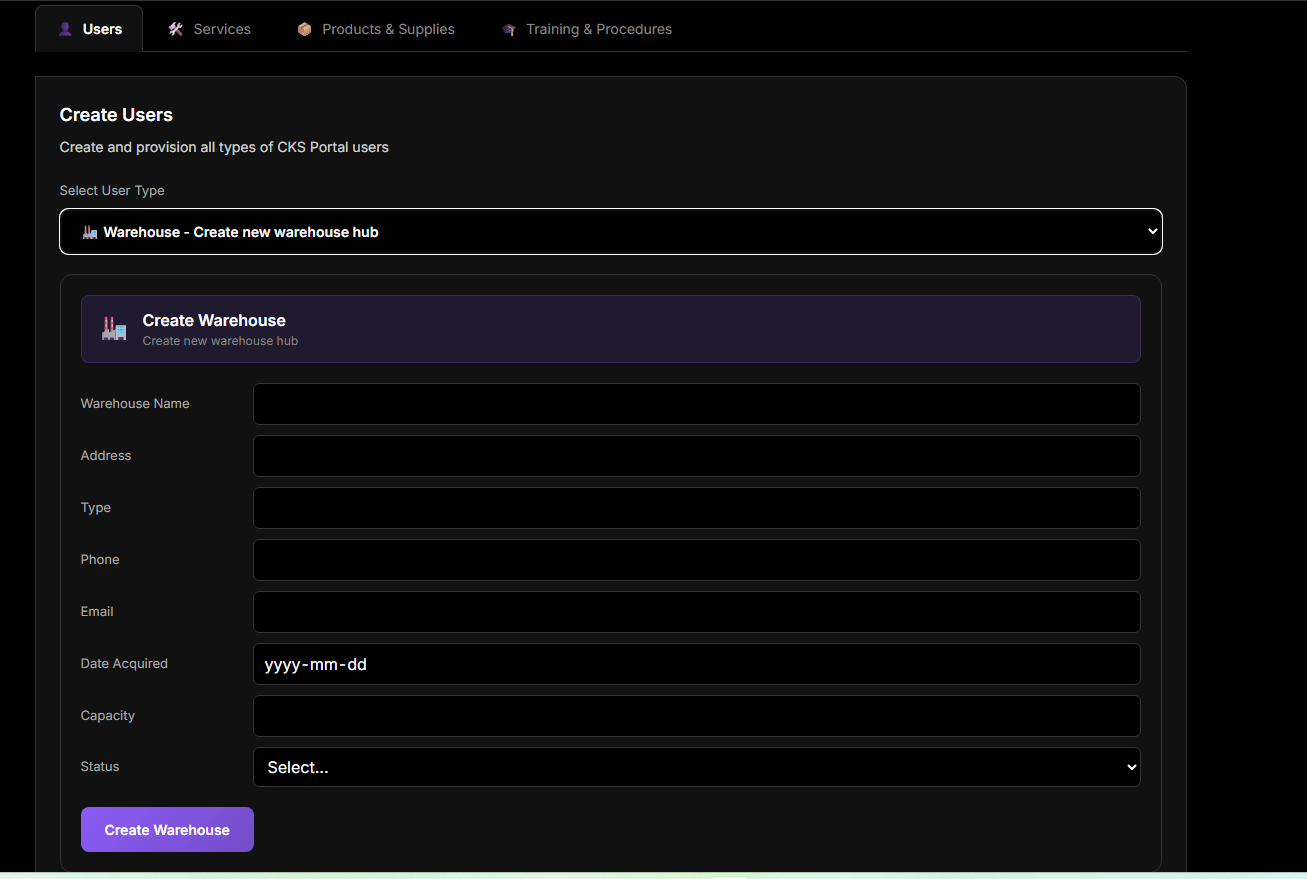 Users
Services
Products & Supplies
Training & Procedures
Create Users
Create and provision all types of CKS Portal users
Select User Type
Warehouse - Create new warehouse hub
Create Warehouse
Create new warehouse hub
Warehouse Name
Address
Type
Phone
Email
Date Acquired
yyyy-mm-dd
Capacity
Status
Select...
Create Warehouse